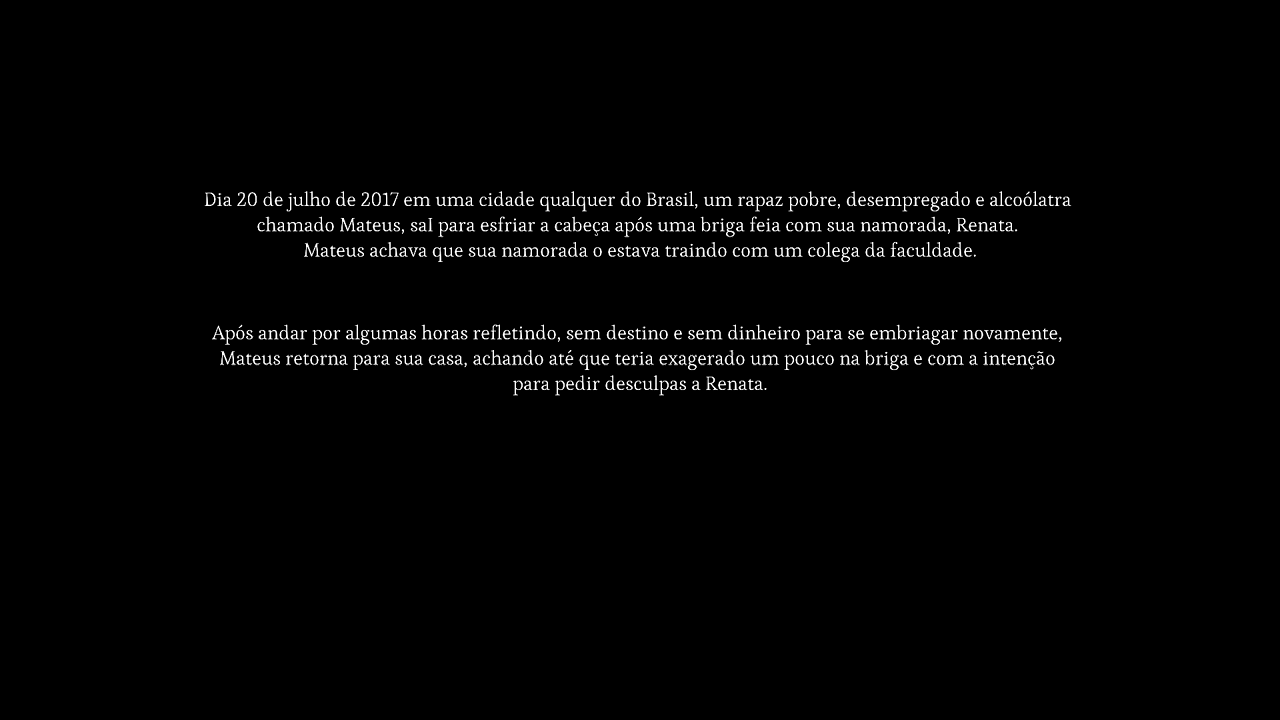 Dia 20 de julho de 2017 em uma cidade qualquer do Brasil, um rapaz pobre, desempregado e alcoólatra
chamado Mateus, saI para esfriar a cabeça após uma briga feia com sua namorada, Renata.
Mateus achava que sua namorada o estava traindo com um colega da faculdade.
Após andar por algumas horas refletindo, sem destino e sem dinheiro para se embriagar novamente,
Mateus retorna para sua casa, achando até que teria exagerado um pouco na briga e com a intenção
para pedir desculpas a Renata.